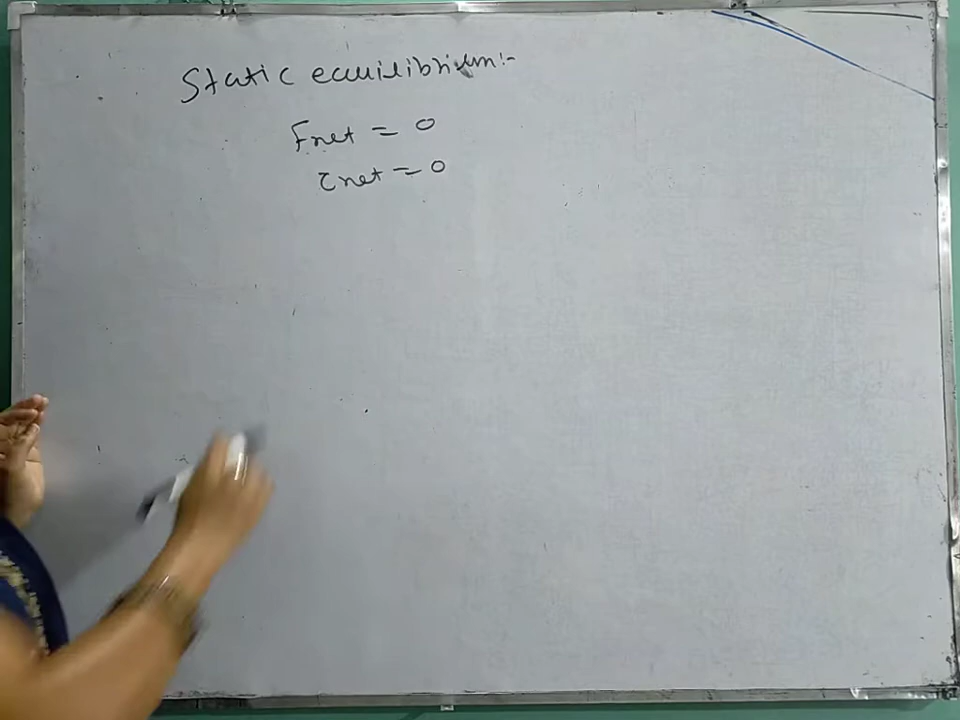 Static equilibrium:-
Fnet = 0
τnet = 0